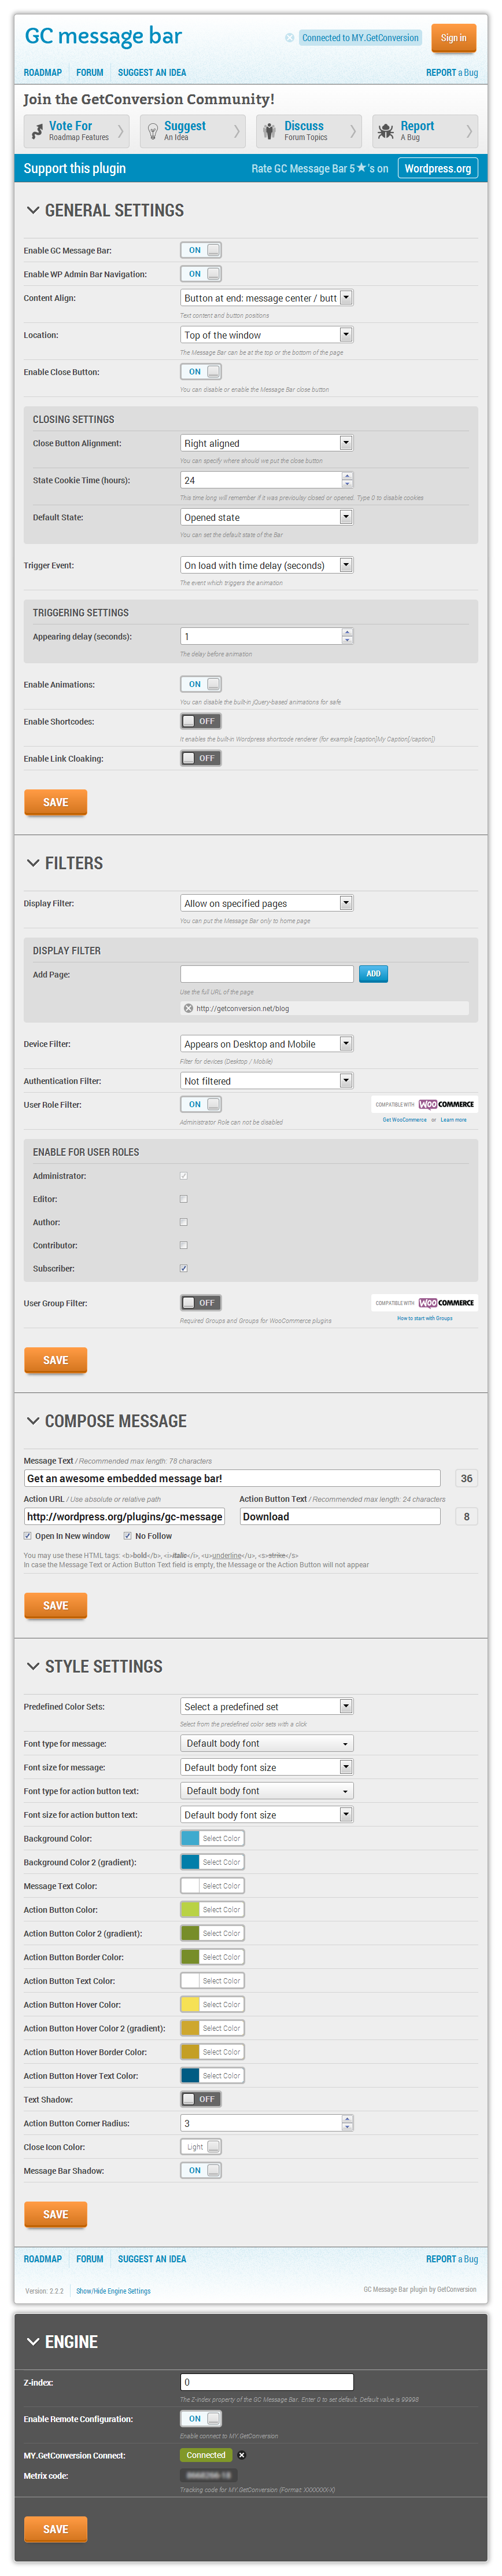 GC message bar
Connected to MY.GetConversion
Sign in
ROADMAP FORUM SUGGEST AN IDEA REPORT a Bug
Join the GetConversion Community!
Vote For
Roadmap Features
Suggest
An Idea
Discuss
Forum Topics
Report
A Bug
Support this plugin Rate GC Message Bar 5★'s on Wordpress.org
GENERAL SETTINGS
Enable GC Message Bar: ON
Enable WP Admin Bar Navigation: ON
Content Align: Button at end: message center / butt
Text content and button positions
Location: Top of the window
The Message Bar can be at the top or the bottom of the page
Enable Close Button: ON
You can disable or enable the Message Bar close button
CLOSING SETTINGS
Close Button Alignment: Right aligned
You can specify where should we put the close button
State Cookie Time (hours): 24
This time long will remember if it was previoulsy closed or opened. Type 0 to disable cookies
Default State: Opened state
You can set the default state of the Bar
Trigger Event: On load with time delay (seconds)
The event which triggers the animation
TRIGGERING SETTINGS
Appearing delay (seconds): 1
The delay before animation
Enable Animations: ON
You can disable the built-in jQuery-based animations for safe
Enable Shortcodes: OFF
It enables the built-in Wordpress shortcode renderer (for example [caption]My Caption[/caption])
Enable Link Cloaking: OFF
SAVE
FILTERS
Display Filter: Allow on specified pages
You can put the Message Bar only to home page
DISPLAY FILTER
Add Page: ADD
Use the full URL of the page
http://getconversion.net/blog
Device Filter: Appears on Desktop and Mobile
Filter for devices (Desktop / Mobile)
Authentication Filter: Not filtered
User Role Filter: ON COMPATIBLE WITH WOOCOMMERCE
Administrator Role can not be disabled Get WooCommerce or Learn more
ENABLE FOR USER ROLES
Administrator:
Editor:
Author:
Contributor:
Subscriber:
User Group Filter: OFF COMPATIBLE WITH WOOCOMMERCE
Required Groups and Groups for WooCommerce plugins How to start with Groups
SAVE
COMPOSE MESSAGE
Message Text / Recommended max length: 78 characters
Get an awesome embedded message bar! 36
Action URL / Use absolute or relative path Action Button Text / Recommended max length: 24 characters
http://wordpress.org/plugins/gc-message Download 8
Open In New window No Follow
You may use these HTML tags: <b>bold</b>, <i>italic</i>, <u>underline</u>, <s>strike</s>
In case the Message Text or Action Button Text field is empty, the Message or the Action Button will not appear
SAVE
STYLE SETTINGS
Predefined Color Sets: Select a predefined set
Select from the predefined color sets with a click
Font type for message: Default body font
Font size for message: Default body font size
Font type for action button text: Default body font
Font size for action button text: Default body font size
Background Color: Select Color
Background Color 2 (gradient): Select Color
Message Text Color: Select Color
Action Button Color: Select Color
Action Button Color 2 (gradient): Select Color
Action Button Border Color: Select Color
Action Button Text Color: Select Color
Action Button Hover Color: Select Color
Action Button Hover Color 2 (gradient): Select Color
Action Button Hover Border Color: Select Color
Action Button Hover Text Color: Select Color
Text Shadow: OFF
Action Button Corner Radius: 3
Close Icon Color: Light
Message Bar Shadow: ON
SAVE
ROADMAP FORUM SUGGEST AN IDEA REPORT a Bug
Version: 2.2.2 Show/Hide Engine Settings GC Message Bar plugin by GetConversion
ENGINE
Z-index: 0
The Z-index property of the GC Message Bar. Enter 0 to set default. Default value is 99998
Enable Remote Configuration: ON
Enable connect to MY.GetConversion
MY.GetConversion Connect: Connected
Metrix code:
Tracking code for MY.GetConversion (Format: XXXXXXX-X)
SAVE